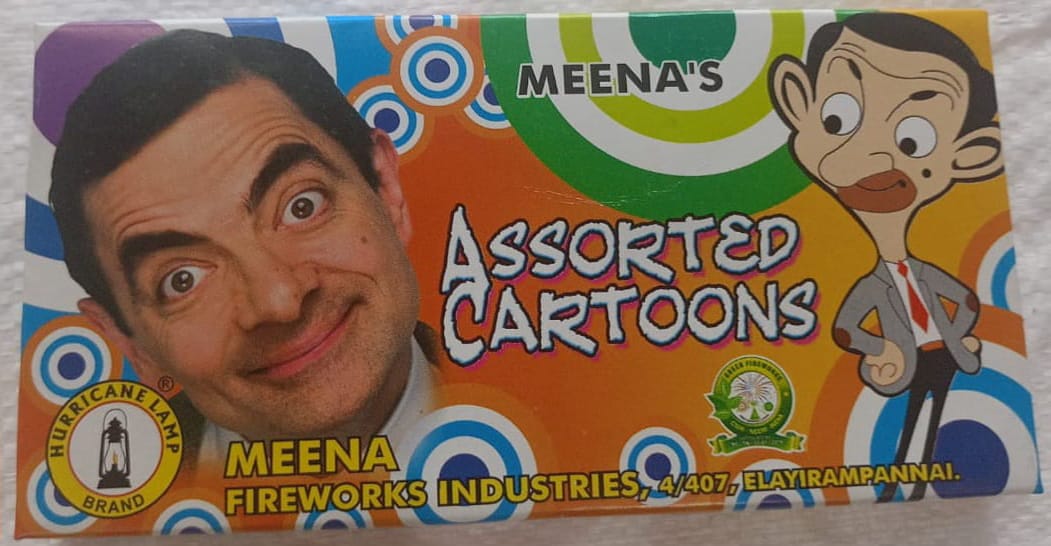 MEENA'S
ASSORTED
CARTOONS
GREEN FIREWORKS
HURRICANE LAMP
®
BRAND
MEENA
FIREWORKS INDUSTRIES, 4/407, ELAYIRAMPANNAI.